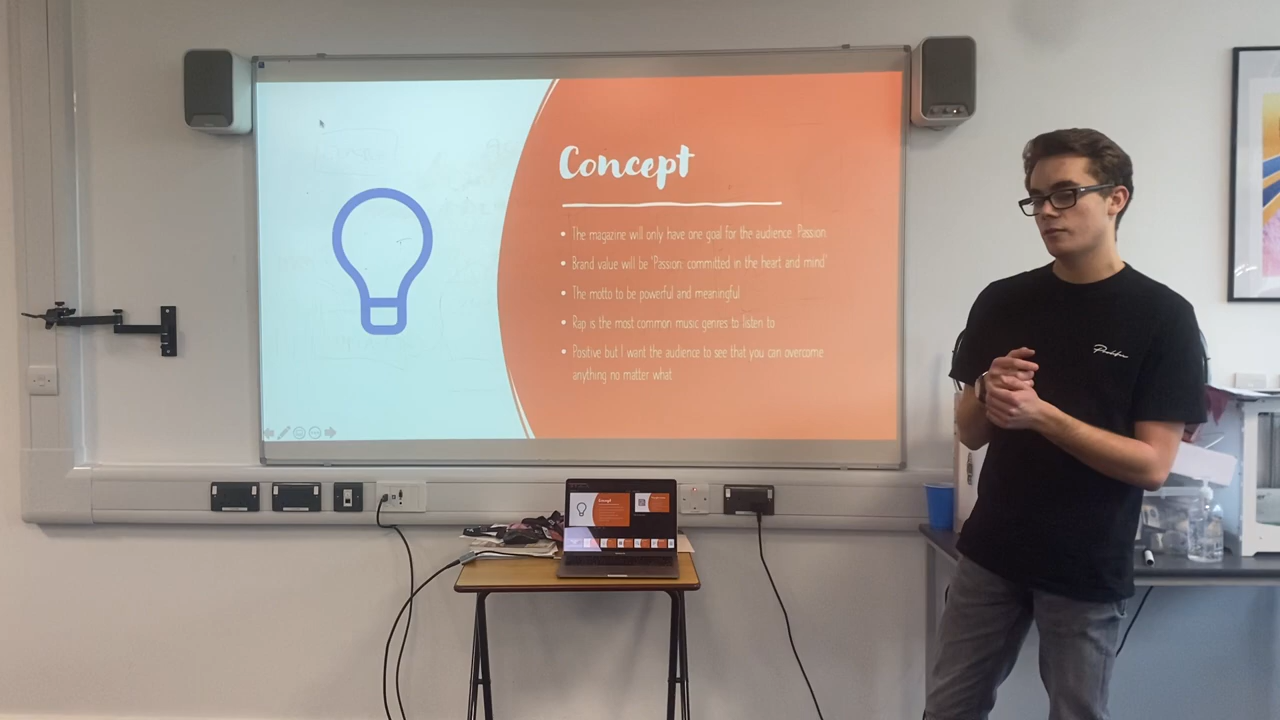 Concept
• The magazine will only have one goal for the audience: Passion
• Brand value will be 'Passion: committed in the heart and mind'
• The motto to be powerful and meaningful
• Rap is the most common music genres to listen to
• Positive but I want the audience to see that you can overcome
anything no matter what
Concept